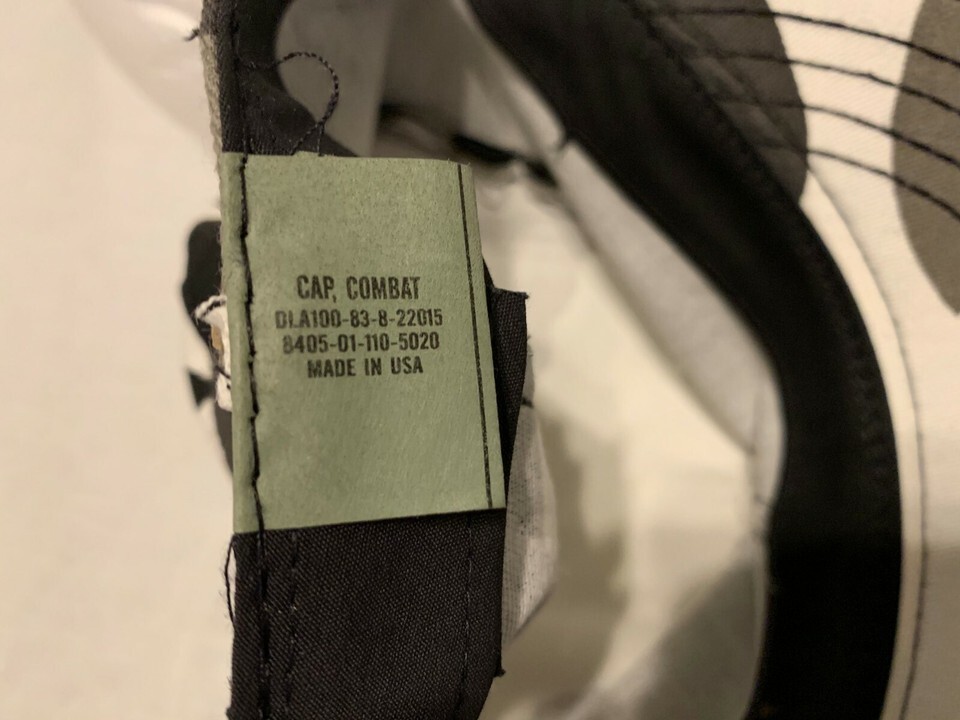 CAP, COMBAT
DLA100-83-8-22015
8405-01-110-5020
MADE IN USA